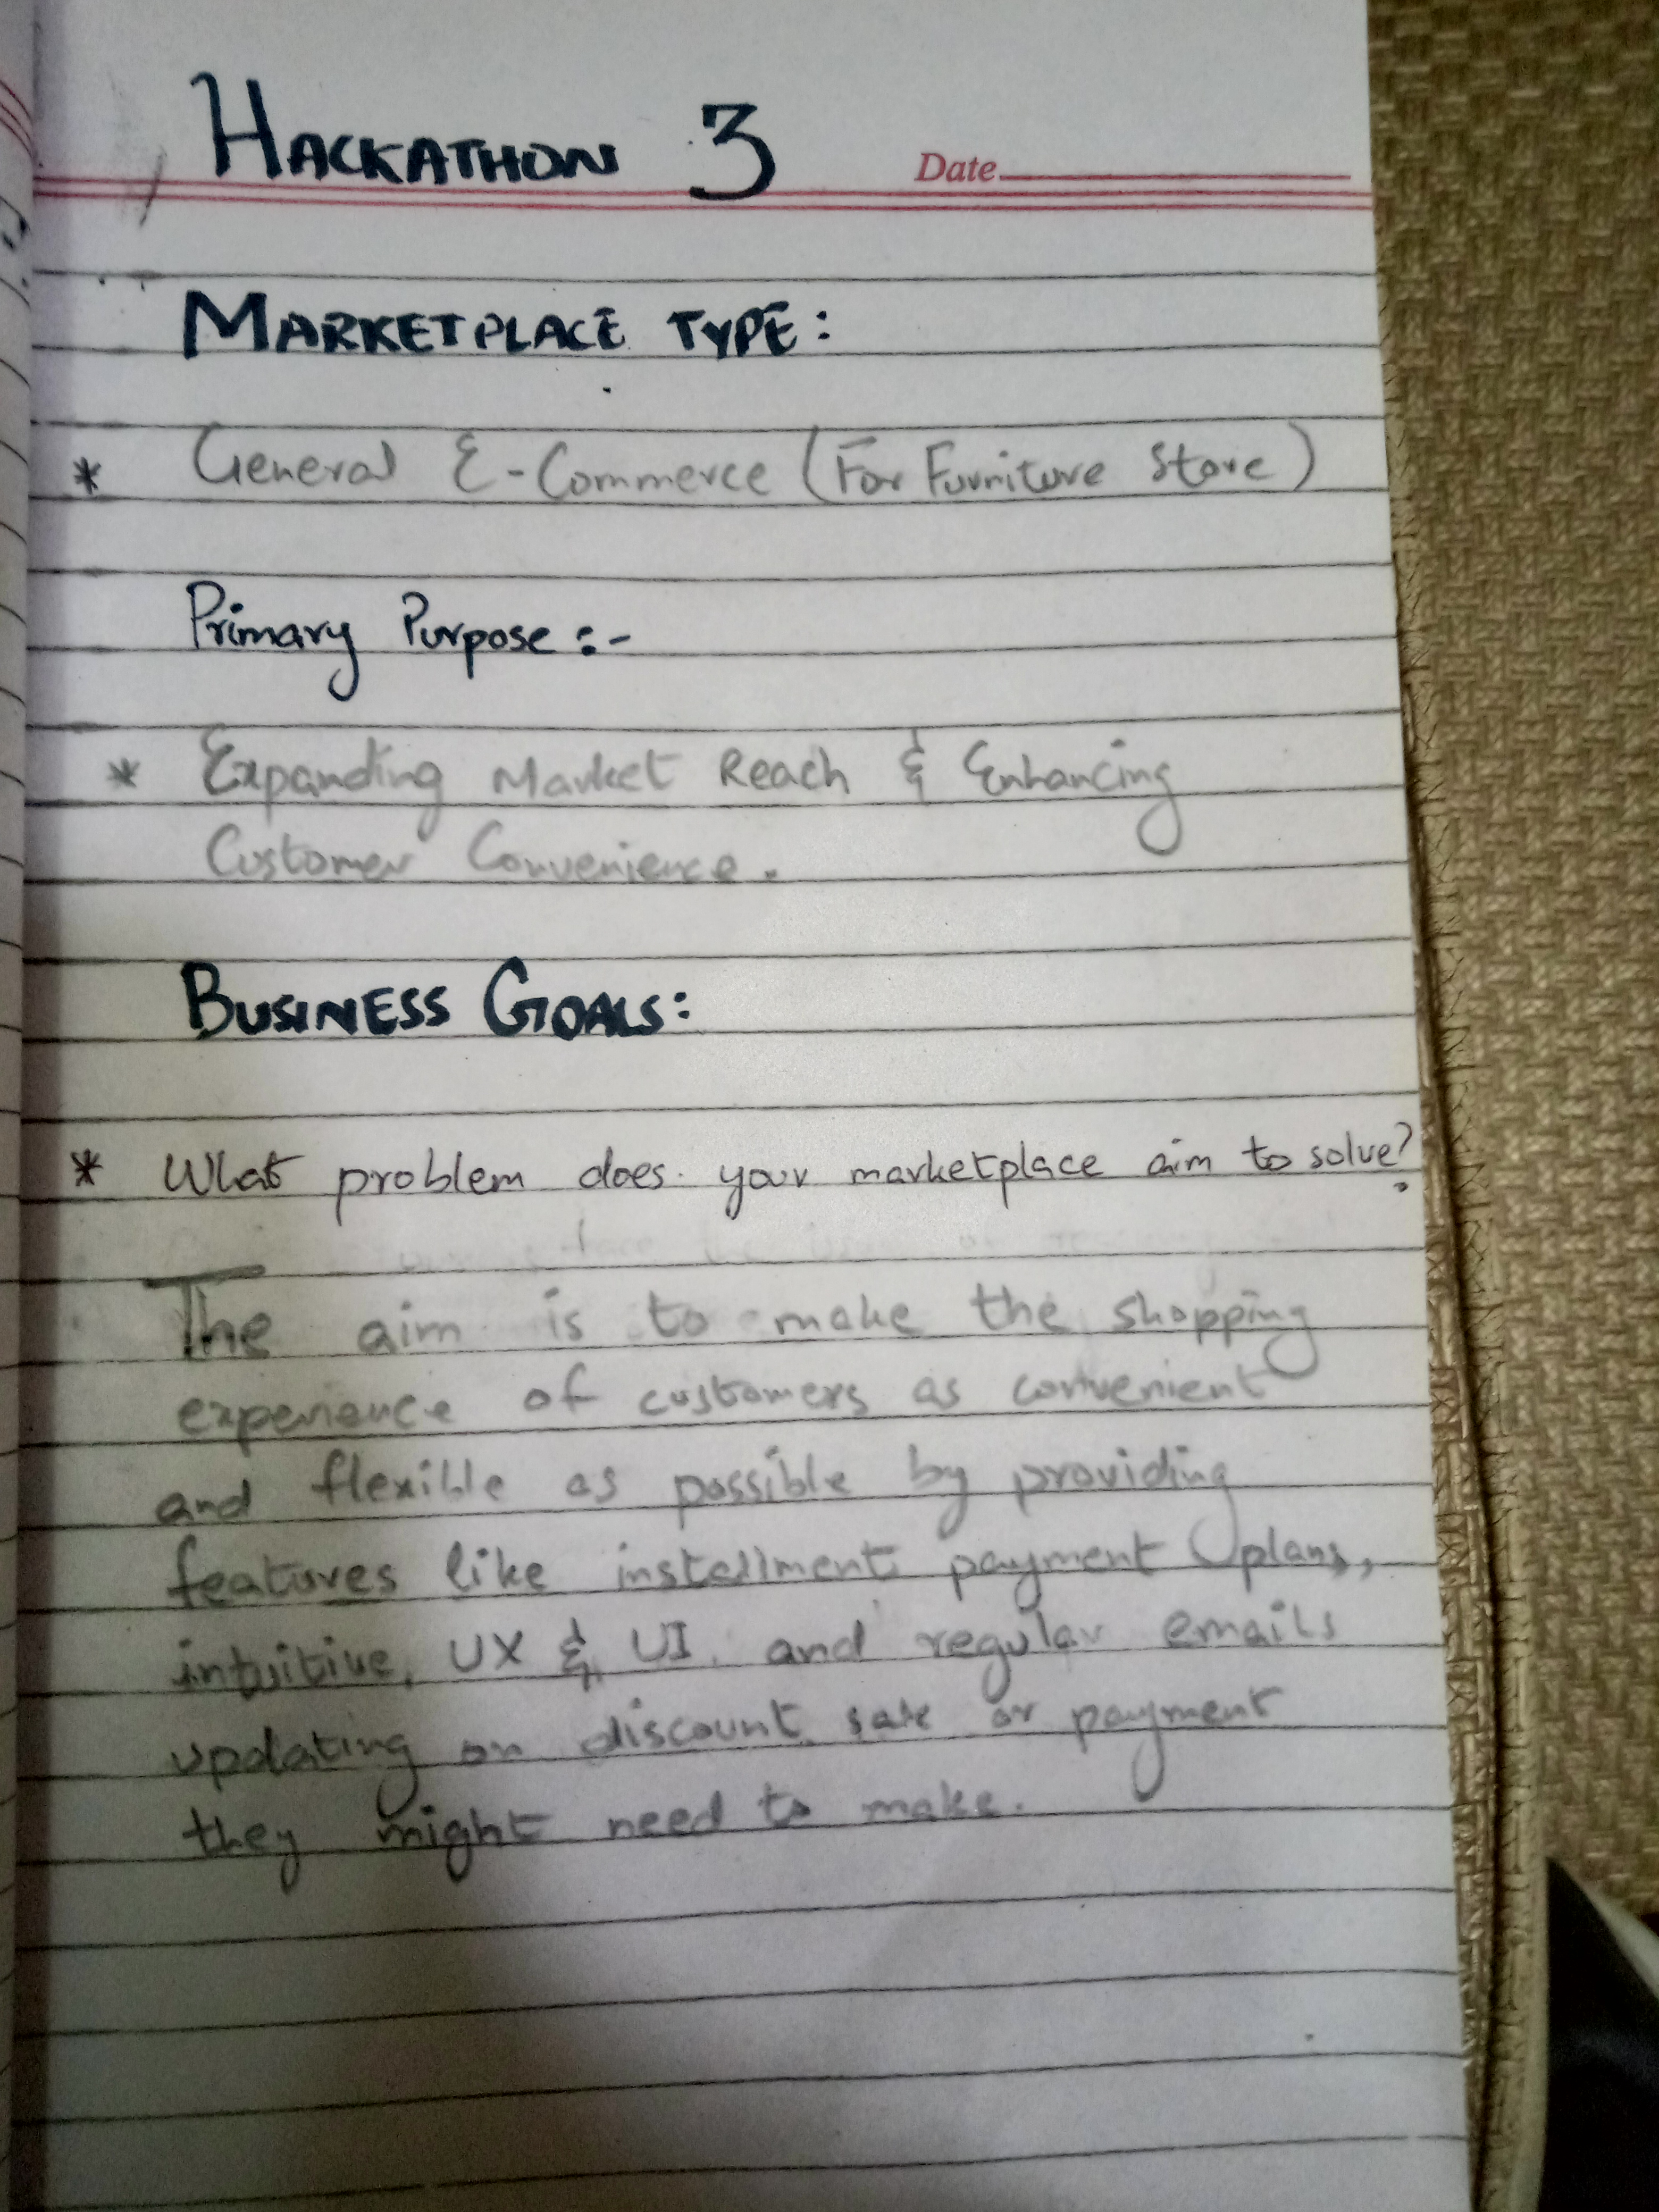 HACKATHON 3
Date
MARKETPLACE TYPE:
* General E-Commerce (For Furniture Store)
Primary Purpose :-
* Expanding Market Reach & Enhancing
Customer Convenience.
BUSINESS GOALS:
* What problem does your marketplace aim to solve?
The aim is to make the shopping
experience of customers as convenient
and flexible as possible by providing
features like installment payment plans,
intuitive, UX & UI, and regular emails
updating on discount, sale or payment
they might need to make.